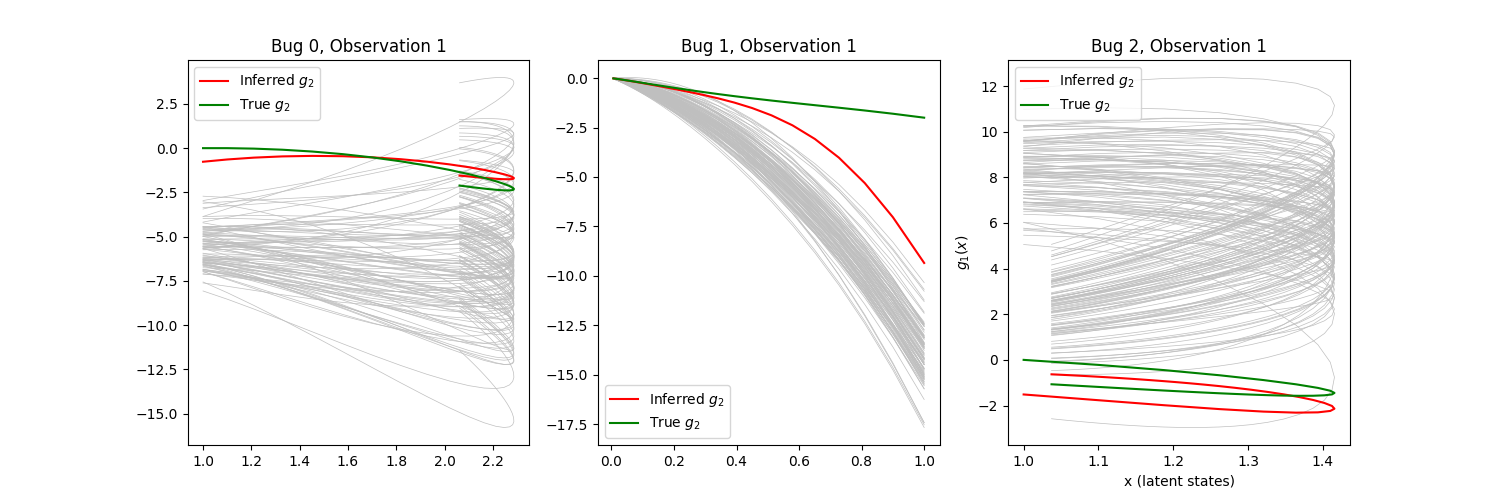 Bug 0, Observation 1
Inferred g₂
True g₂
2.5
0.0
−2.5
−5.0
−7.5
−10.0
−12.5
−15.0
1.0 1.2 1.4 1.6 1.8 2.0 2.2
Bug 1, Observation 1
0.0
−2.5
−5.0
−7.5
−10.0
−12.5
−15.0
−17.5
Inferred g₂
True g₂
0.0 0.2 0.4 0.6 0.8 1.0
Bug 2, Observation 1
Inferred g₂
True g₂
12
10
8
6
4
2
0
−2
g₁(x)
1.0 1.1 1.2 1.3 1.4
x (latent states)